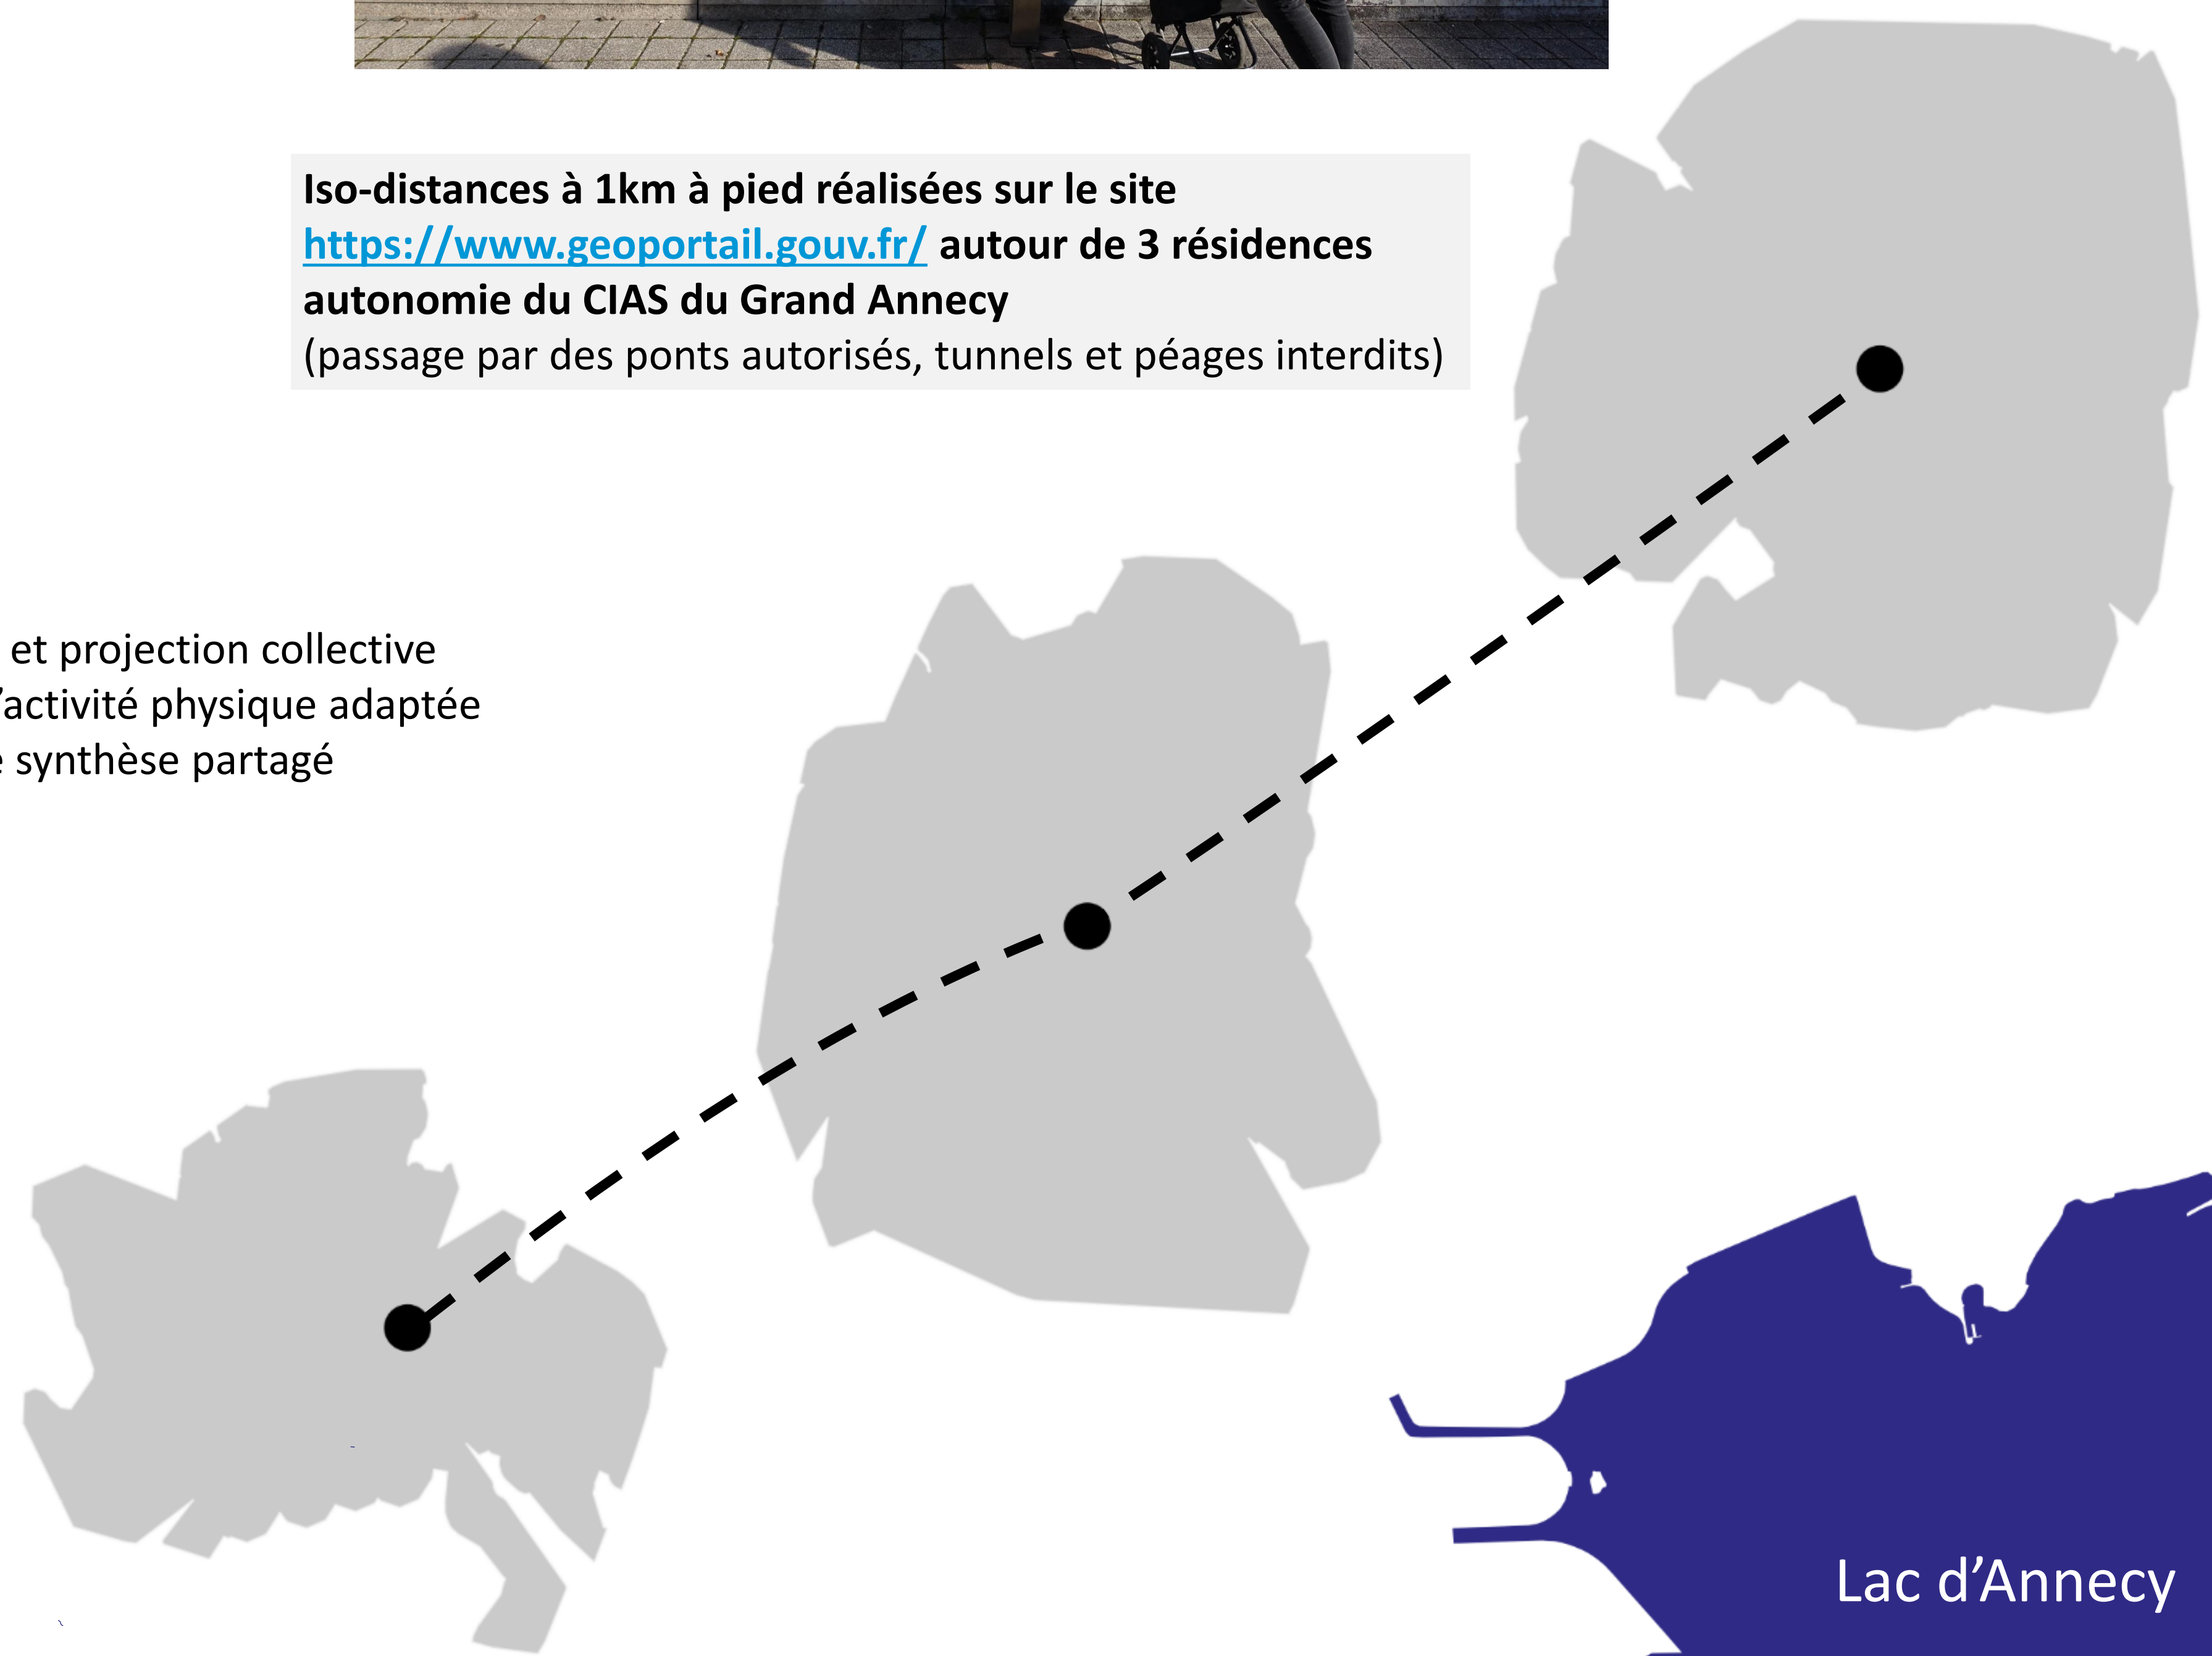 Iso-distances à 1km à pied réalisées sur le site
https://www.geoportail.gouv.fr/ autour de 3 résidences
autonomie du CIAS du Grand Annecy
(passage par des ponts autorisés, tunnels et péages interdits)
et projection collective
'activité physique adaptée
synthèse partagé
Lac d'Annecy